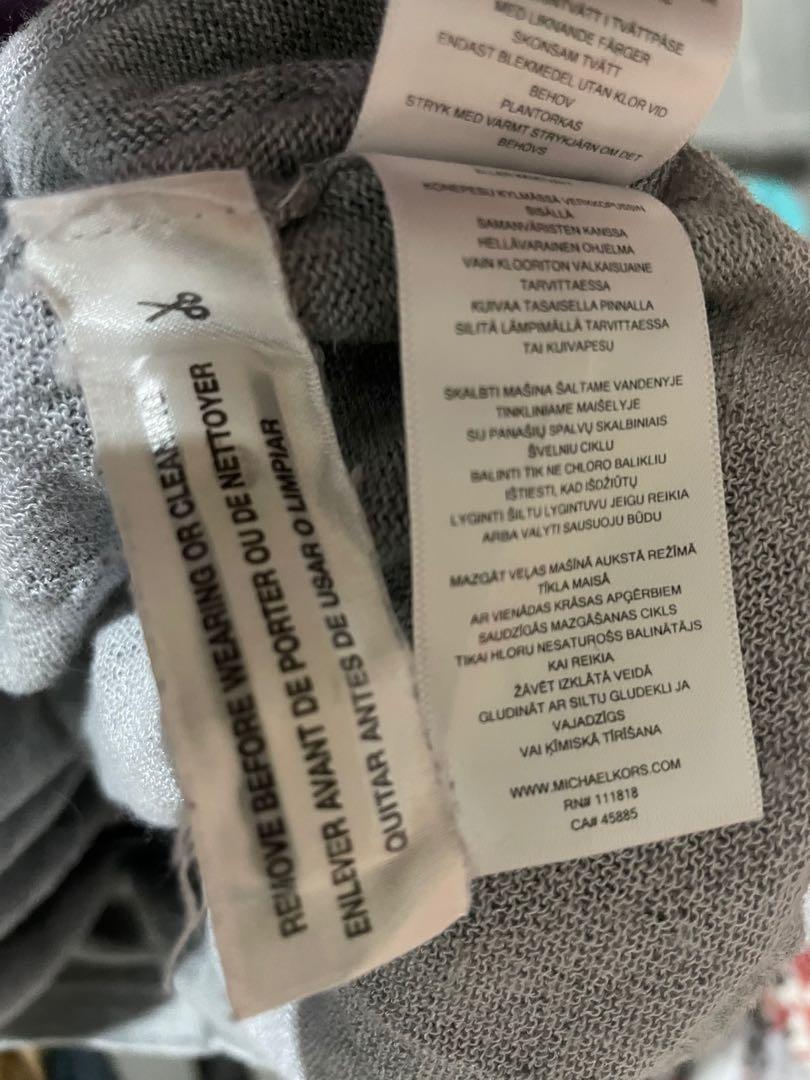 TVÄTT I TVÄTTPÅSE
MED LIKNANDE FÄRGER
SKONSAM TVÄTT
ENDAST BLEKMEDEL UTAN KLOR VID
BEHOV
PLANTORKAS
STRYK MED VARMT STRYKJÄRN OM DET
BEHÖVS
KONEPESU KYLMÄSSÄ VERKKOPUSSIN
SISÄLLÄ
SAMANVÄRISTEN KANSSA
HELLÄVARAINEN OHJELMA
VAIN KLOORITON VALKAISUAINE
TARVITTAESSA
KUIVAA TASAISELLA PINNALLA
SILITÄ LÄMPIMÄLLÄ TARVITTAESSA
TAI KUIVAPESU
SKALBTI MAŠINA ŠALTAME VANDENYJE
TINKLINIAME MAIŠELYJE
SU PANAŠIŲ SPALVŲ SKALBINIAIS
ŠVELNIU CIKLU
BALINTI TIK NE CHLORO BALIKLIU
IŠTIESTI, KAD IŠDŽIŪTŲ
LYGINTI ŠILTU LYGINTUVU JEIGU REIKIA
ARBA VALYTI SAUSUOJU BŪDU
MAZGĀT VEĻAS MAŠĪNĀ AUKSTĀ REŽĪMĀ
TĪKLA MAISĀ
AR VIENĀDAS KRĀSAS APĢĒRBIEM
SAUDZĪGĀS MAZGĀŠANAS CIKLS
TIKAI HLORU NESATUROŠS BALINĀTĀJS
KAI REIKIA
ŽĀVĒT IZKLĀTĀ VEIDĀ
GLUDINĀT AR SILTU GLUDEKLI JA
VAJADZĪGS
VAI ĶĪMISKĀ TĪRĪŠANA
WWW.MICHAELKORS.COM
RN# 111818
CA# 45885
REMOVE BEFORE WEARING OR CLEANING
ENLEVER AVANT DE PORTER OU DE NETTOYER
QUITAR ANTES DE USAR O LIMPIAR